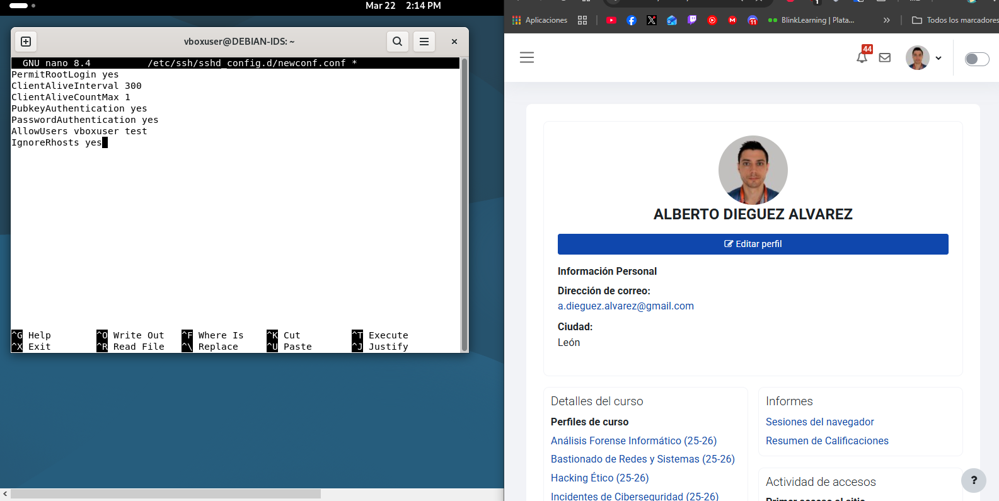 Mar 22 2:14 PM
vboxuser@DEBIAN-IDS: ~
GNU nano 8.4 /etc/ssh/sshd_config.d/newconf.conf *
PermitRootLogin yes
ClientAliveInterval 300
ClientAliveCountMax 1
PubkeyAuthentication yes
PasswordAuthentication yes
AllowUsers vboxuser test
IgnoreRhosts yes
^G Help ^O Write Out ^F Where Is ^K Cut ^T Execute
^X Exit ^R Read File ^\ Replace ^U Paste ^J Justify
Aplicaciones
11
BlinkLearning | Plata...
»
Todos los marcadores
44
ALBERTO DIEGUEZ ALVAREZ
Editar perfil
Información Personal
Dirección de correo:
a.dieguez.alvarez@gmail.com
Ciudad:
León
Detalles del curso
Perfiles de curso
Análisis Forense Informático (25-26)
Bastionado de Redes y Sistemas (25-26)
Hacking Ético (25-26)
Incidentes de Ciberseguridad (25-26)
Informes
Sesiones del navegador
Resumen de Calificaciones
Actividad de accesos
Primer acceso al sitio
?